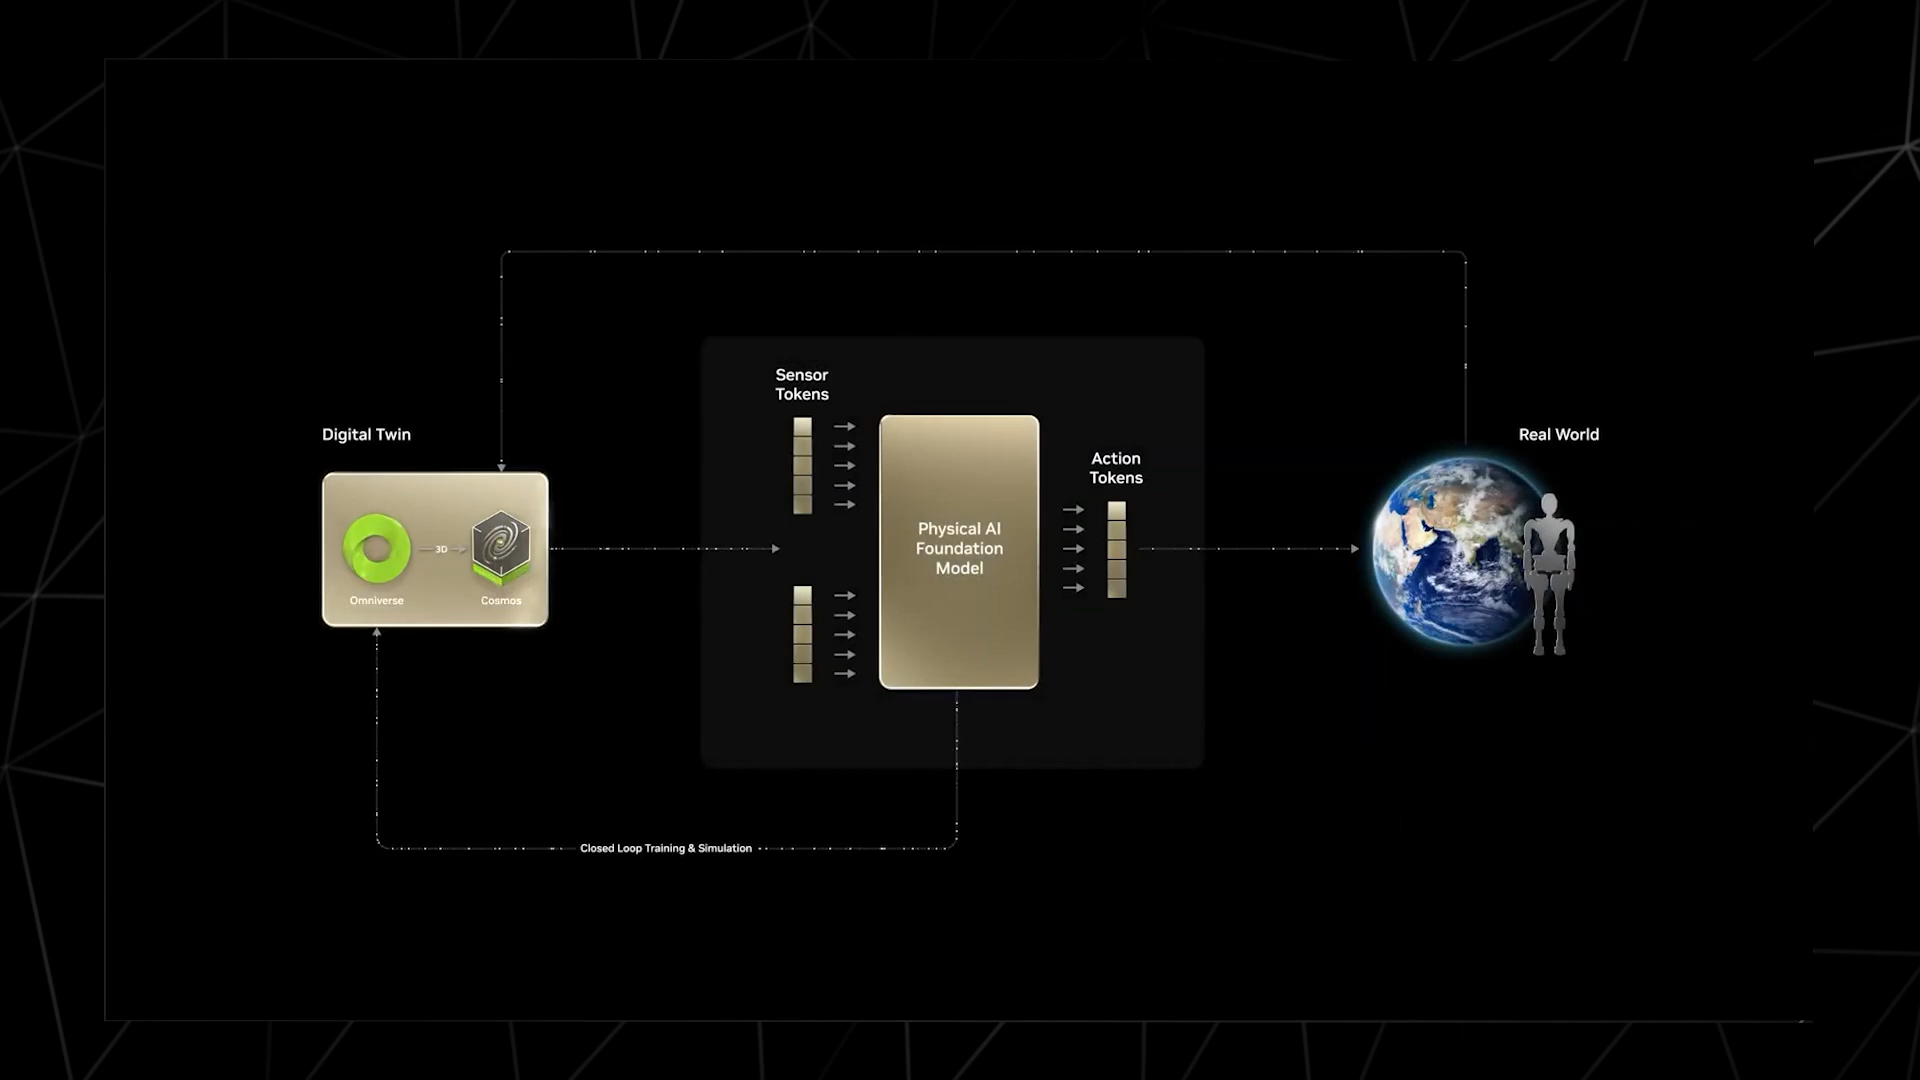 Sensor
Tokens
Digital Twin
3D
Omniverse
Cosmos
Physical AI
Foundation
Model
Action
Tokens
Real World
Closed Loop Training & Simulation